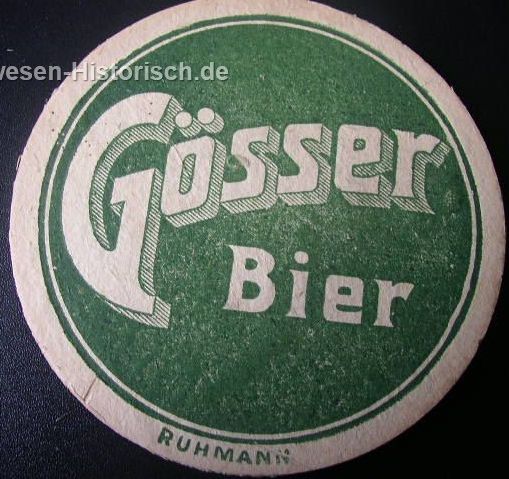 wesen-Historisch.de
Gösser
Bier
RUHMANN